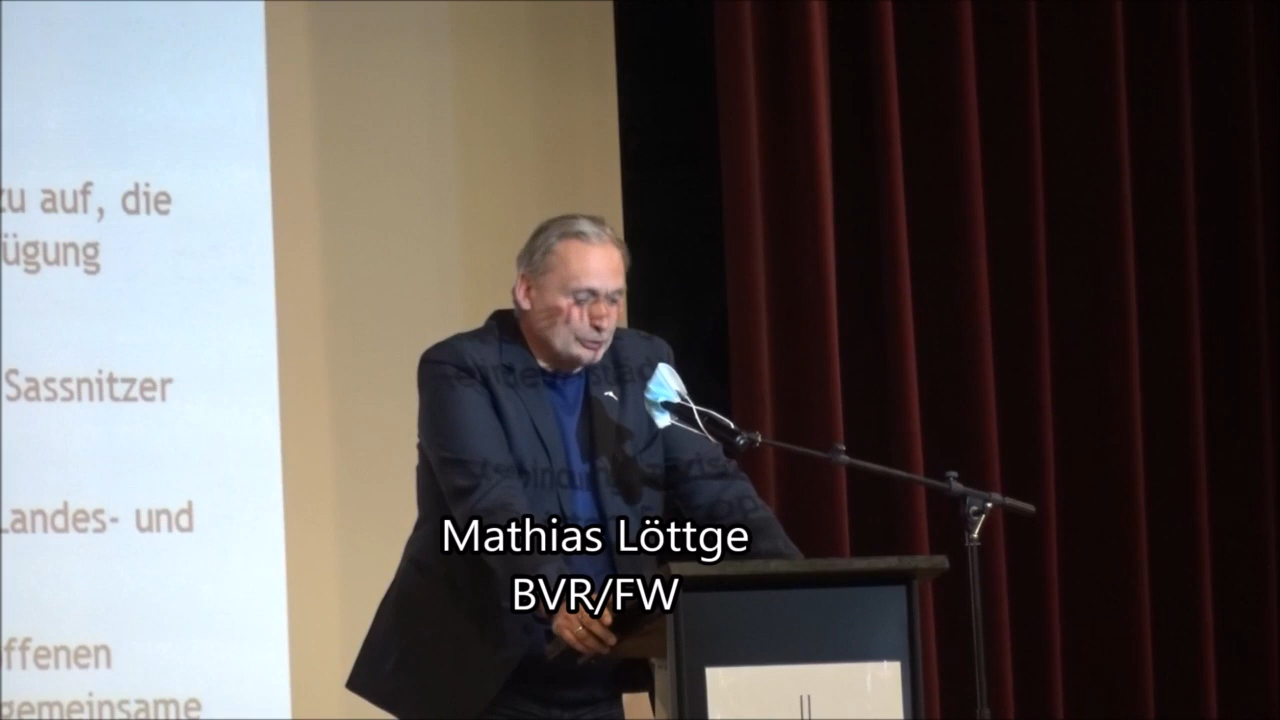 zu auf, die
ügung
Sassnitzer
Landes- und
ffenen
gemeinsame
Mathias Löttge
BVR/FW